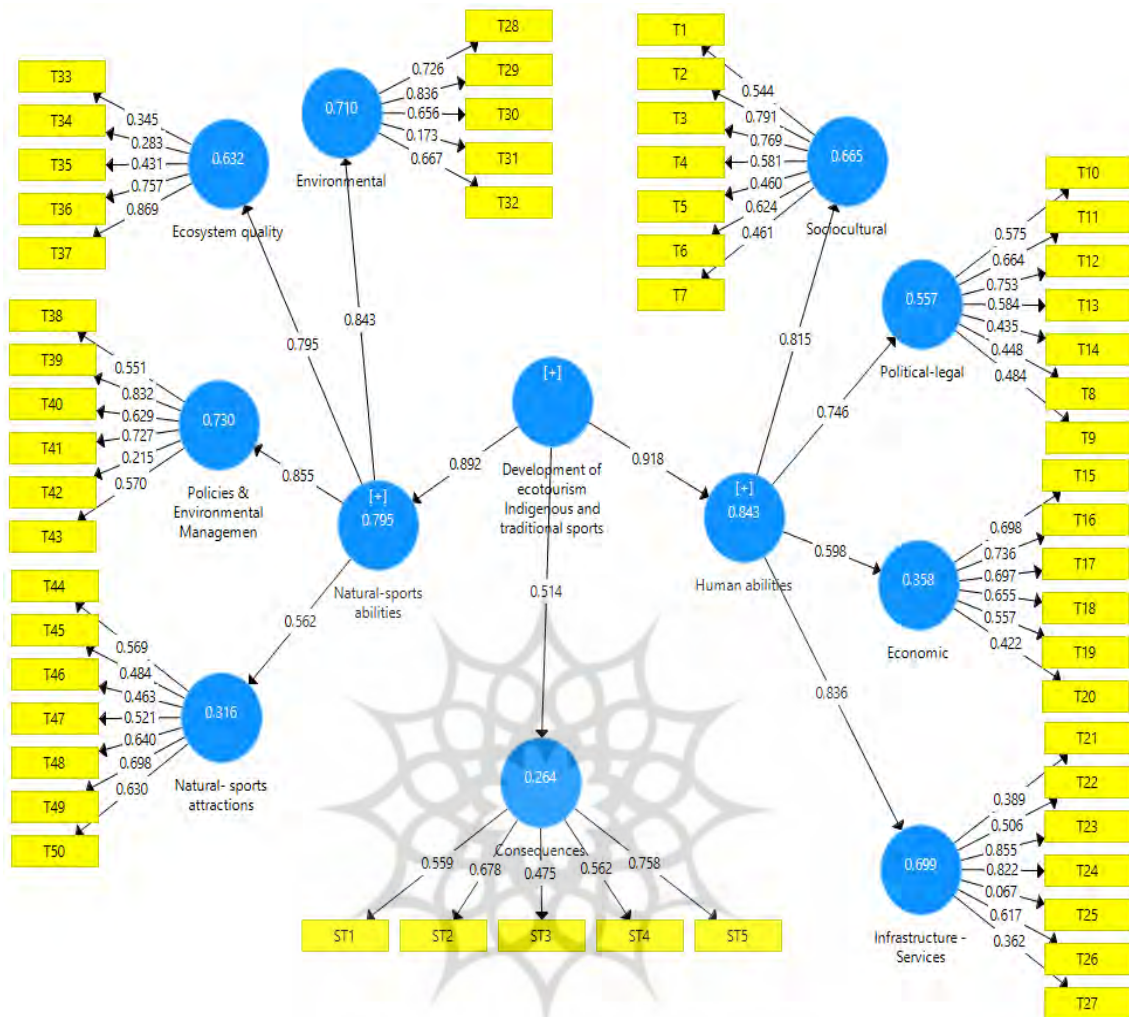 T33
T34
T35
T36
T37
0.345
0.283
0.431
0.757
0.869
0.632
Ecosystem quality
T28
T29
T30
T31
T32
0.726
0.836
0.656
0.173
0.667
0.710
Environmental
T1
T2
T3
T4
T5
T6
T7
0.544
0.791
0.769
0.581
0.460
0.624
0.461
0.665
Sociocultural
T10
T11
T12
T13
T14
T8
T9
0.575
0.664
0.753
0.584
0.435
0.448
0.484
0.557
Political-legal
0.795
0.843
0.815
0.746
T38
T39
T40
T41
T42
T43
0.551
0.832
0.629
0.727
0.215
0.570
0.730
Policies &
Environmental
Managemen
0.855
[+]
0.795
Natural-sports
abilities
0.892
[+]
Development of
ecotourism
Indigenous and
traditional sports
0.918
[+]
0.843
Human abilities
0.598
T15
T16
T17
T18
T19
T20
0.698
0.736
0.697
0.655
0.557
0.422
0.358
Economic
0.562
0.514
0.836
T44
T45
T46
T47
T48
T49
T50
0.569
0.484
0.463
0.521
0.640
0.698
0.630
0.316
Natural- sports
attractions
0.264
Consequences
0.559
0.678
0.475
0.562
0.758
ST1
ST2
ST3
ST4
ST5
T21
T22
T23
T24
T25
T26
T27
0.389
0.506
0.855
0.822
0.067
0.617
0.362
0.699
Infrastructure -
Services